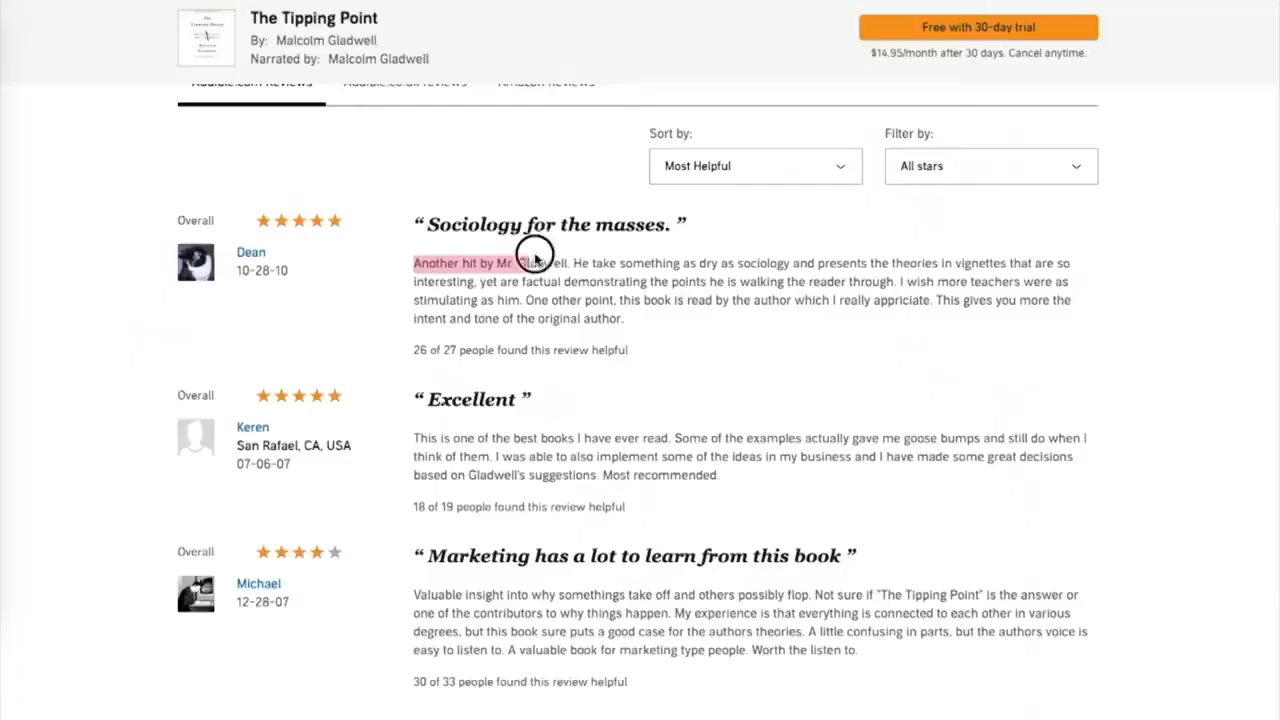 The Tipping Point
By: Malcolm Gladwell
Narrated by: Malcolm Gladwell
Free with 30-day trial
$14.95/month after 30 days. Cancel anytime.
Audible.com Reviews Audible.co.uk reviews Amazon Reviews
Sort by: Filter by:
Most Helpful All stars
Overall
“ Sociology for the masses. ”
Dean
10-28-10
Another hit by Mr. Gladwell. He take something as dry as sociology and presents the theories in vignettes that are so
interesting, yet are factual demonstrating the points he is walking the reader through. I wish more teachers were as
stimulating as him. One other point, this book is read by the author which I really appriciate. This gives you more the
intent and tone of the original author.
26 of 27 people found this review helpful
Overall
“ Excellent ”
Keren
San Rafael, CA, USA
07-06-07
This is one of the best books I have ever read. Some of the examples actually gave me goose bumps and still do when I
think of them. I was able to also implement some of the ideas in my business and I have made some great decisions
based on Gladwell's suggestions. Most recommended.
18 of 19 people found this review helpful
Overall
“ Marketing has a lot to learn from this book ”
Michael
12-28-07
Valuable insight into why somethings take off and others possibly flop. Not sure if "The Tipping Point" is the answer or
one of the contributors to why things happen. My experience is that everything is connected to each other in various
degrees, but this book sure puts a good case for the authors theories. A little confusing in parts, but the authors voice is
easy to listen to. A valuable book for marketing type people. Worth the listen to.
30 of 33 people found this review helpful